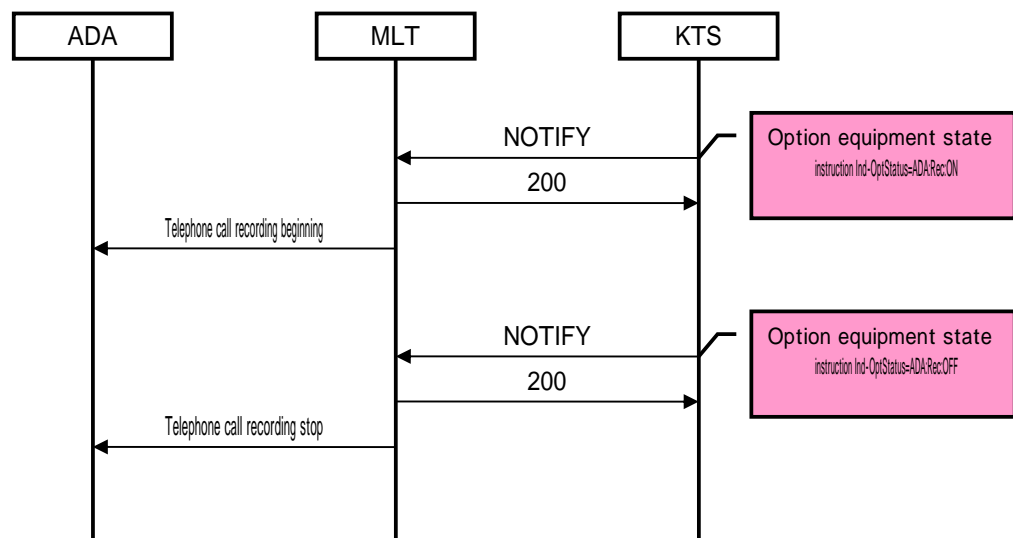 ADA
MLT
KTS
NOTIFY
Option equipment state
instruction Ind-OptStatus=ADA:Rec:ON
200
Telephone call recording beginning
NOTIFY
Option equipment state
instruction Ind-OptStatus=ADA:Rec:OFF
200
Telephone call recording stop